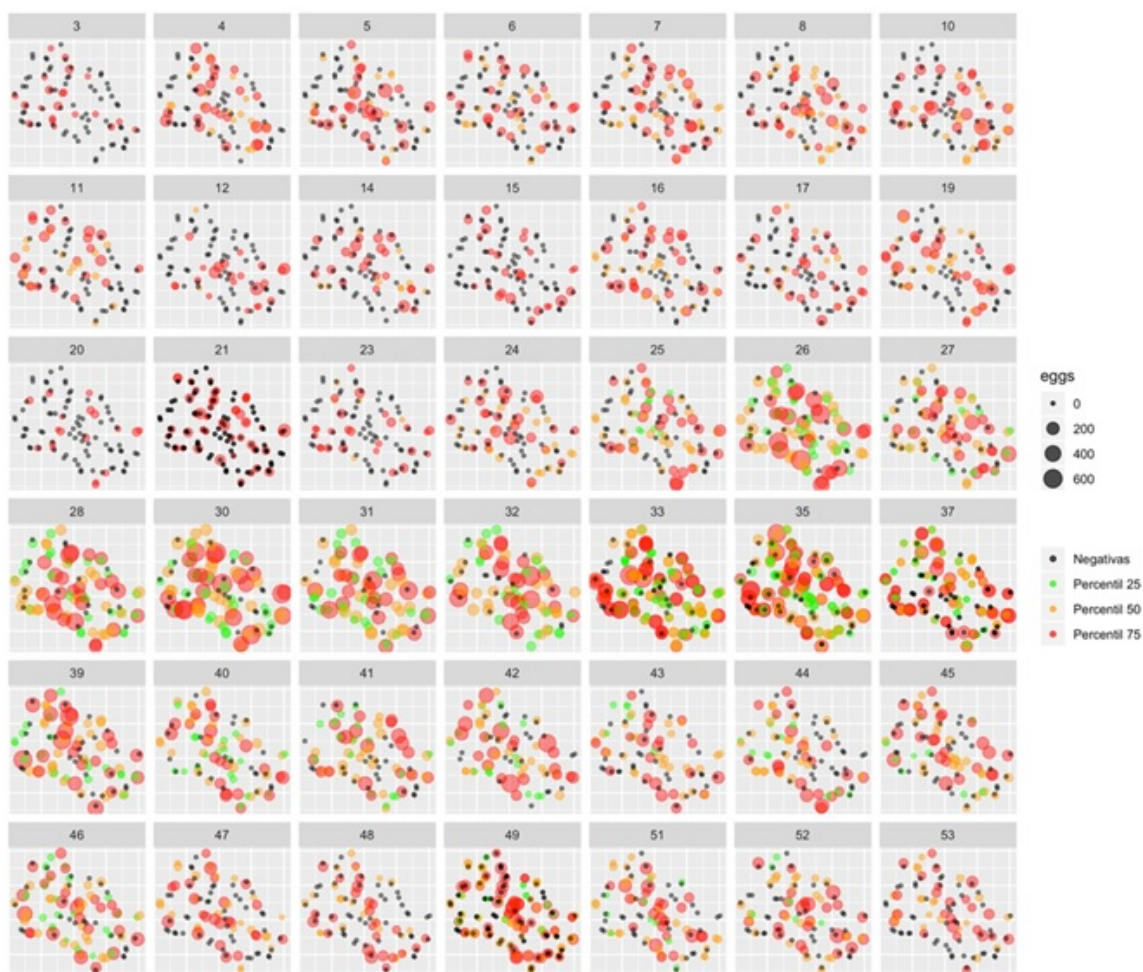 3 4 5 6 7 8 10
11 12 14 15 16 17 19
20 21 23 24 25 26 27
eggs
0
200
400
600
28 30 31 32 33 35 37
Negativas
Percentil 25
Percentil 50
Percentil 75
39 40 41 42 43 44 45
46 47 48 49 51 52 53